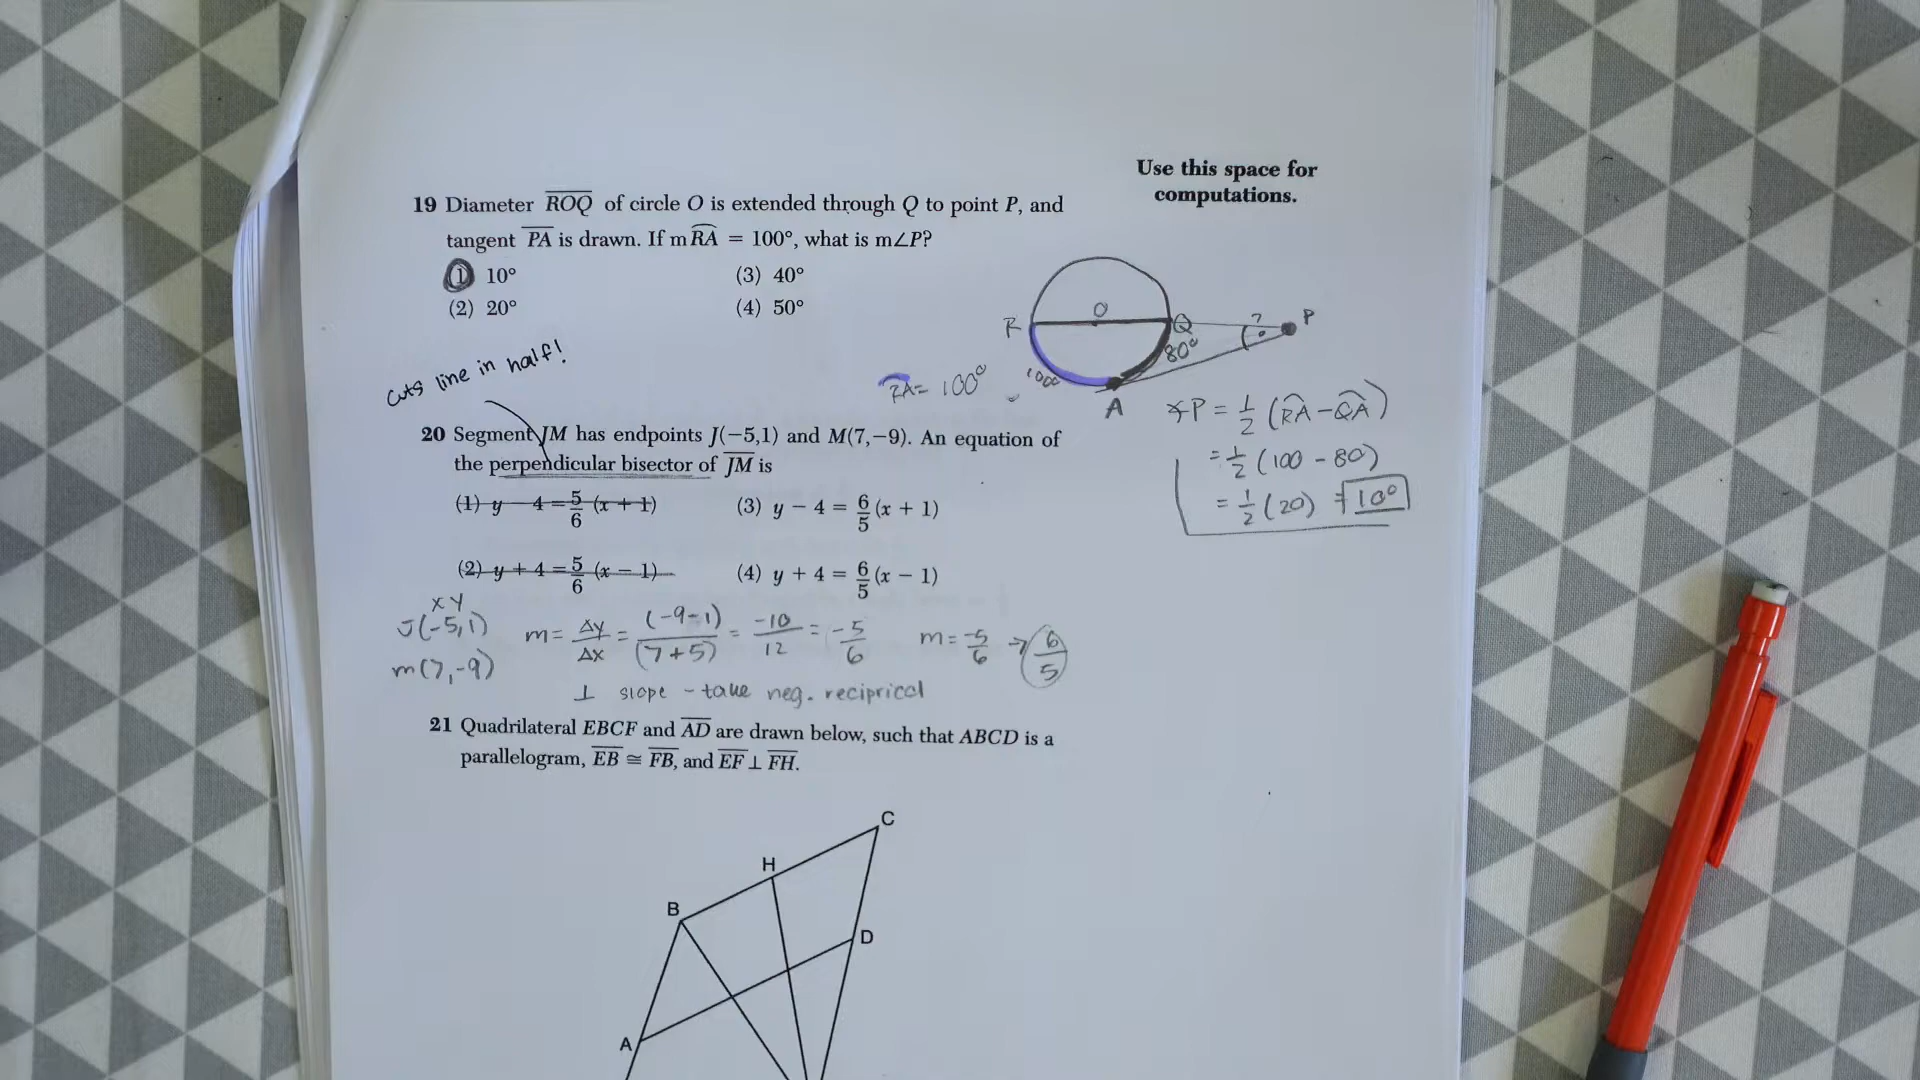 Use this space for
computations.
19 Diameter ROQ of circle O is extended through Q to point P, and
tangent PA is drawn. If mRA = 100°, what is m∠P?
(1) 10°
(3) 40°
(2) 20°
(4) 50°
R
O
Q
P
?
80°
100°
A
RA = 100°
∡P = 1/2 (RA - QA)
= 1/2 (100 - 80)
= 1/2 (20) = 10°
Cuts line in half!
20 Segment JM has endpoints J(−5,1) and M(7,−9). An equation of
the perpendicular bisector of JM is
(1) y − 4 = 5/6 (x + 1)
(3) y − 4 = 6/5 (x + 1)
(2) y + 4 = 5/6 (x − 1)
(4) y + 4 = 6/5 (x − 1)
x y
J(-5,1)
m(7,-9)
m = Δy/Δx = (-9-1)/(7+5) = -10/12 = -5/6
m = -5/6 → 6/5
⊥ slope - take neg. reciprical
21 Quadrilateral EBCF and AD are drawn below, such that ABCD is a
parallelogram, EB ≅ FB, and EF ⊥ FH.
C
H
B
D
A